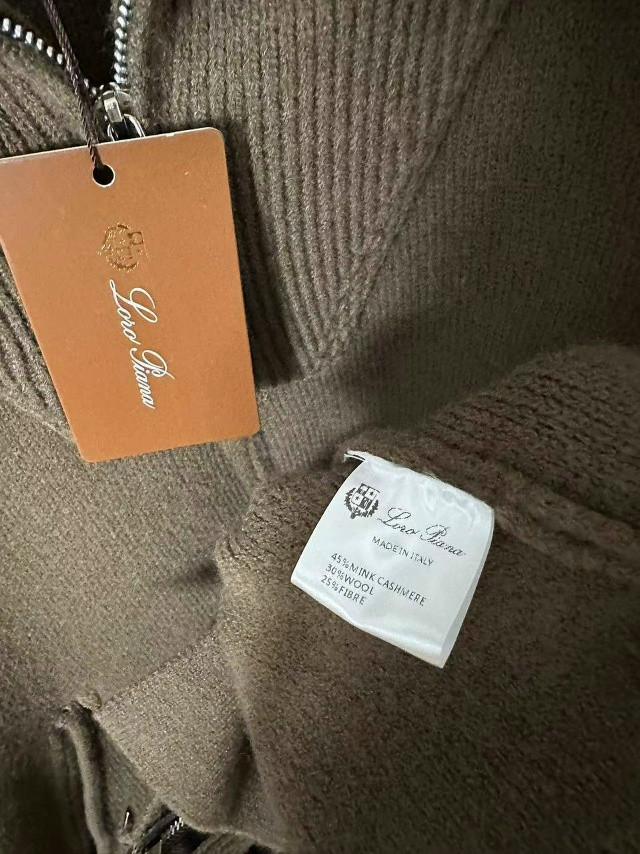 Loro Piana
Loro Piana
MADE IN ITALY
45%MINK CASHMERE
30%WOOL
25%FIBRE